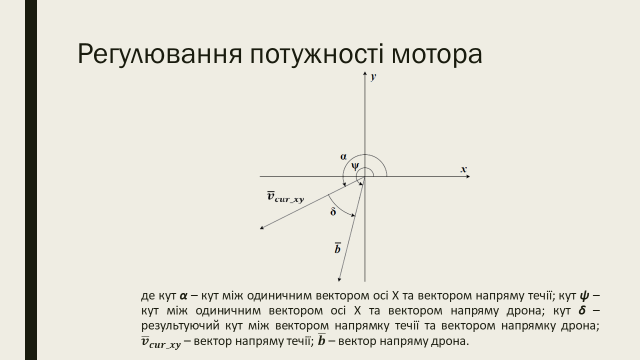 Регулювання потужності мотора
y
α
ψ
x
v̅cur_xy
δ
b̅
де кут α – кут між одиничним вектором осі X та вектором напряму течії; кут ψ –
кут між одиничним вектором осі X та вектором напряму дрона; кут δ –
результуючий кут між вектором напрямку течії та вектором напрямку дрона;
v̅cur_xy – вектор напряму течії; b̅ – вектор напряму дрона.